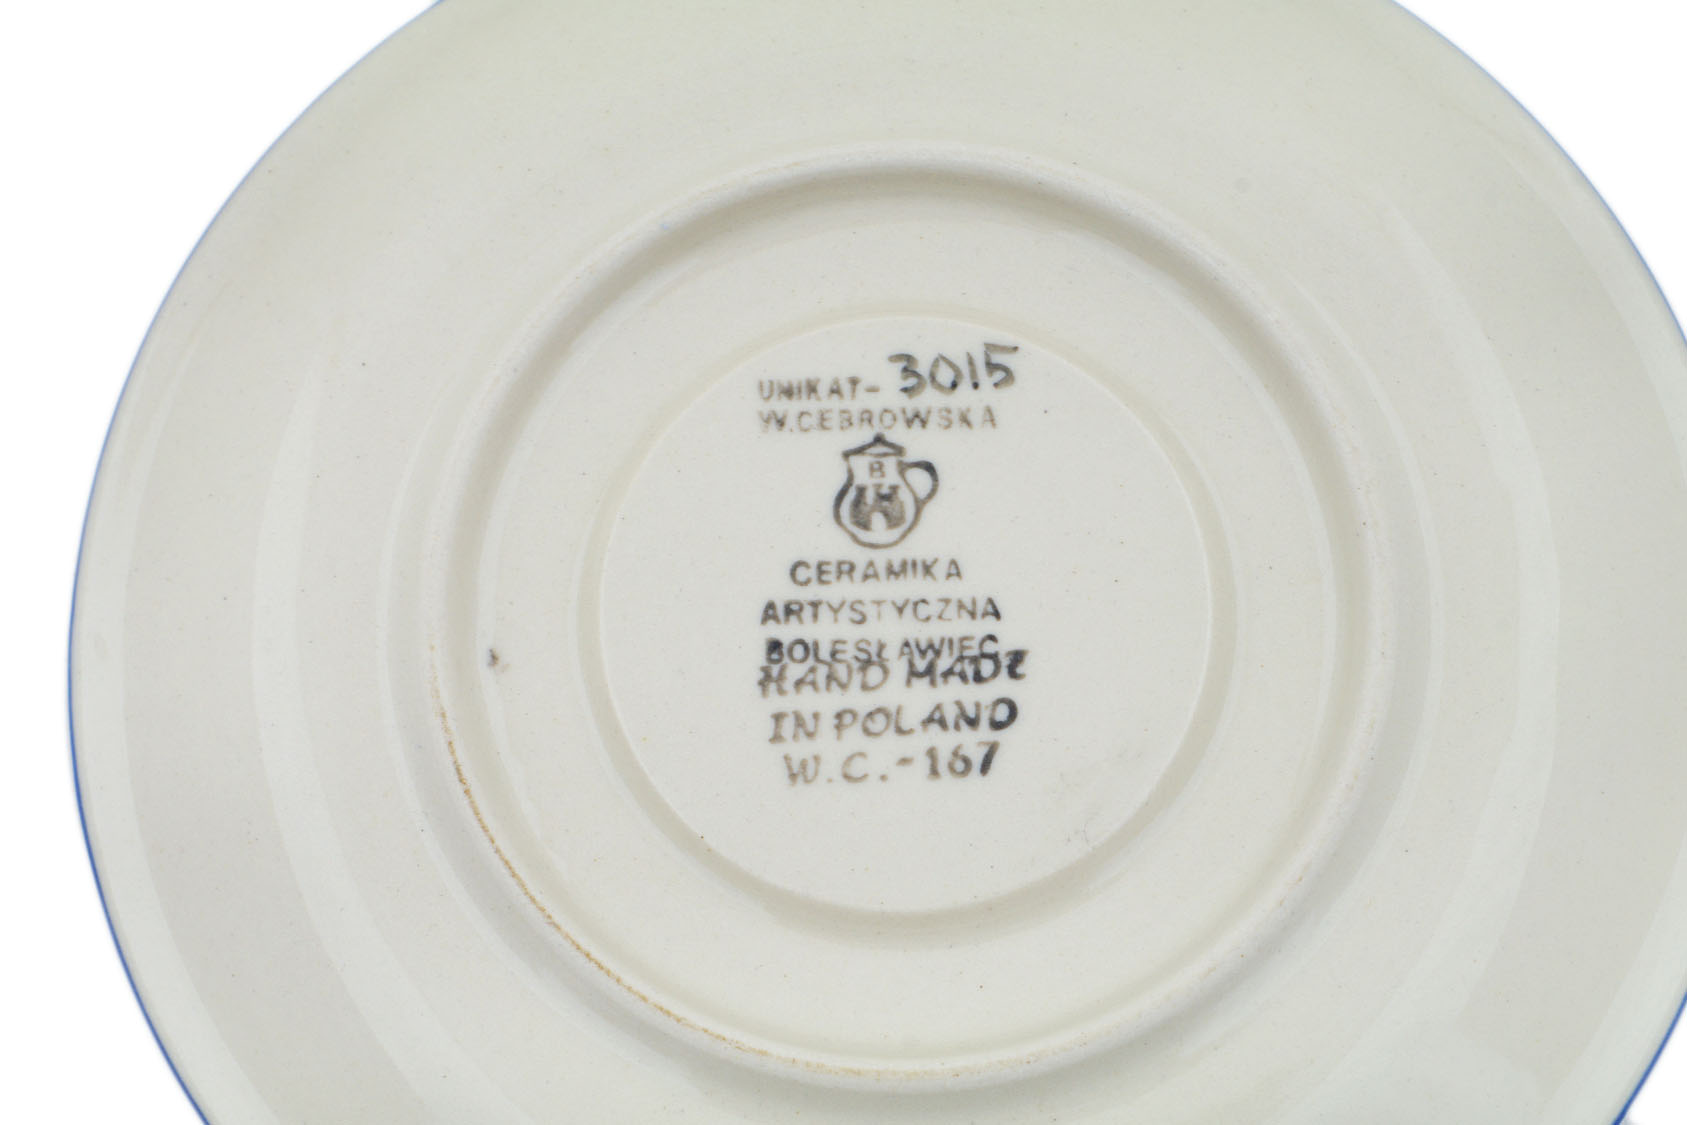 UNIKAT- 3015
W.CEBROWSKA
B
CERAMIKA
ARTYSTYCZNA
BOLESŁAWIEC
HAND MADE
IN POLAND
W.C.-167